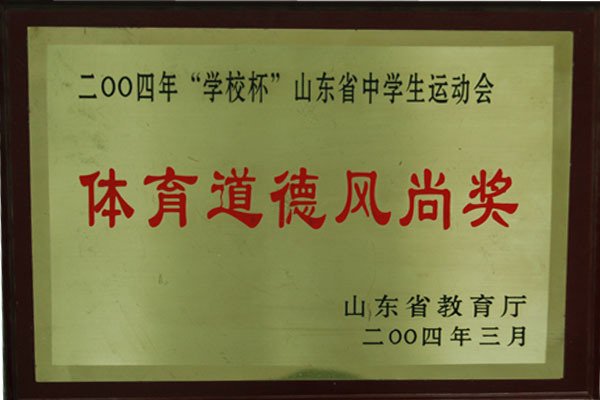 二OO四年“学校杯”山东省中学生运动会
体育道德风尚奖
山东省教育厅
二OO四年三月